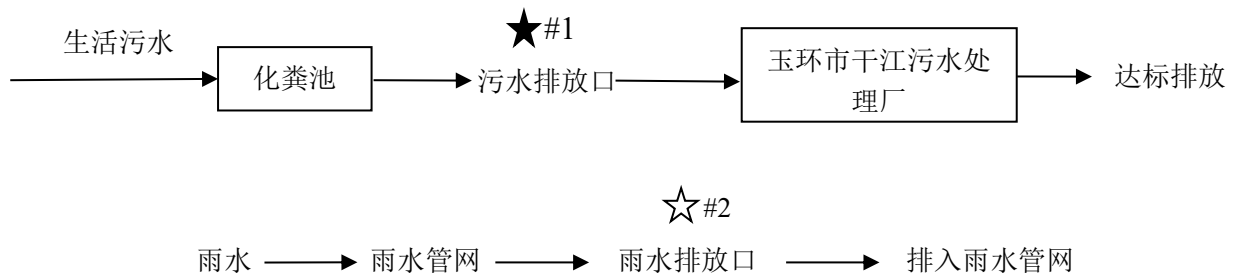 ★#1
生活污水
化粪池
污水排放口
玉环市干江污水处
理厂
达标排放
☆#2
雨水
雨水管网
雨水排放口
排入雨水管网